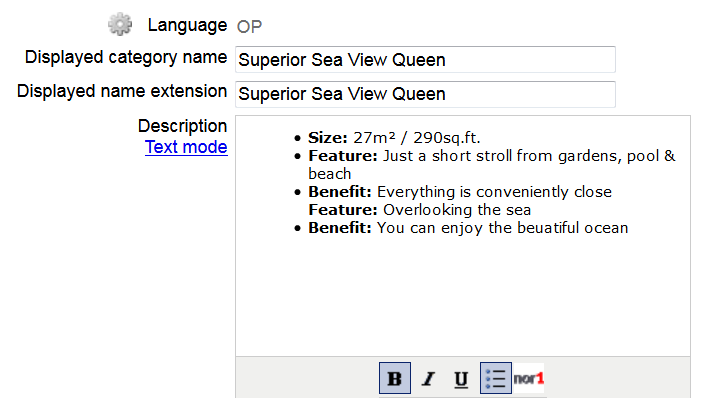 Language OP
Displayed category name Superior Sea View Queen
Displayed name extension Superior Sea View Queen
Description
Text mode
• Size: 27m² / 290sq.ft.
• Feature: Just a short stroll from gardens, pool &
beach
• Benefit: Everything is conveniently close
Feature: Overlooking the sea
• Benefit: You can enjoy the beuatiful ocean
B I U nor1